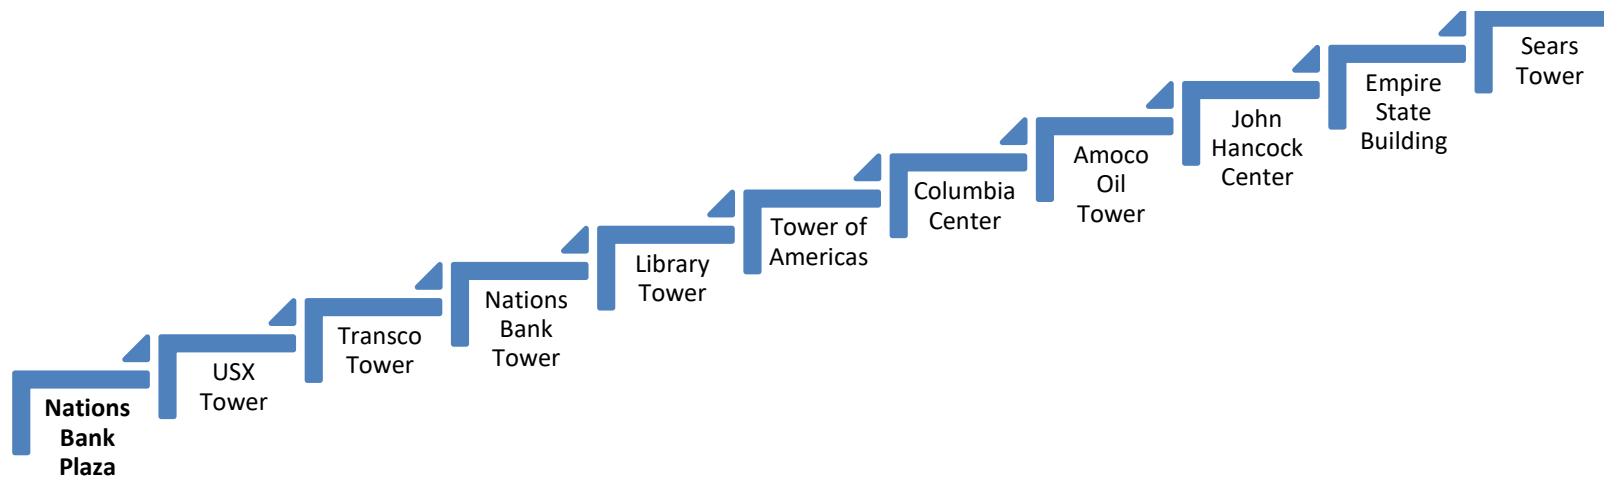 Nations
Bank
Plaza
USX
Tower
Transco
Tower
Nations
Bank
Tower
Library
Tower
Tower of
Americas
Columbia
Center
Amoco
Oil
Tower
John
Hancock
Center
Empire
State
Building
Sears
Tower